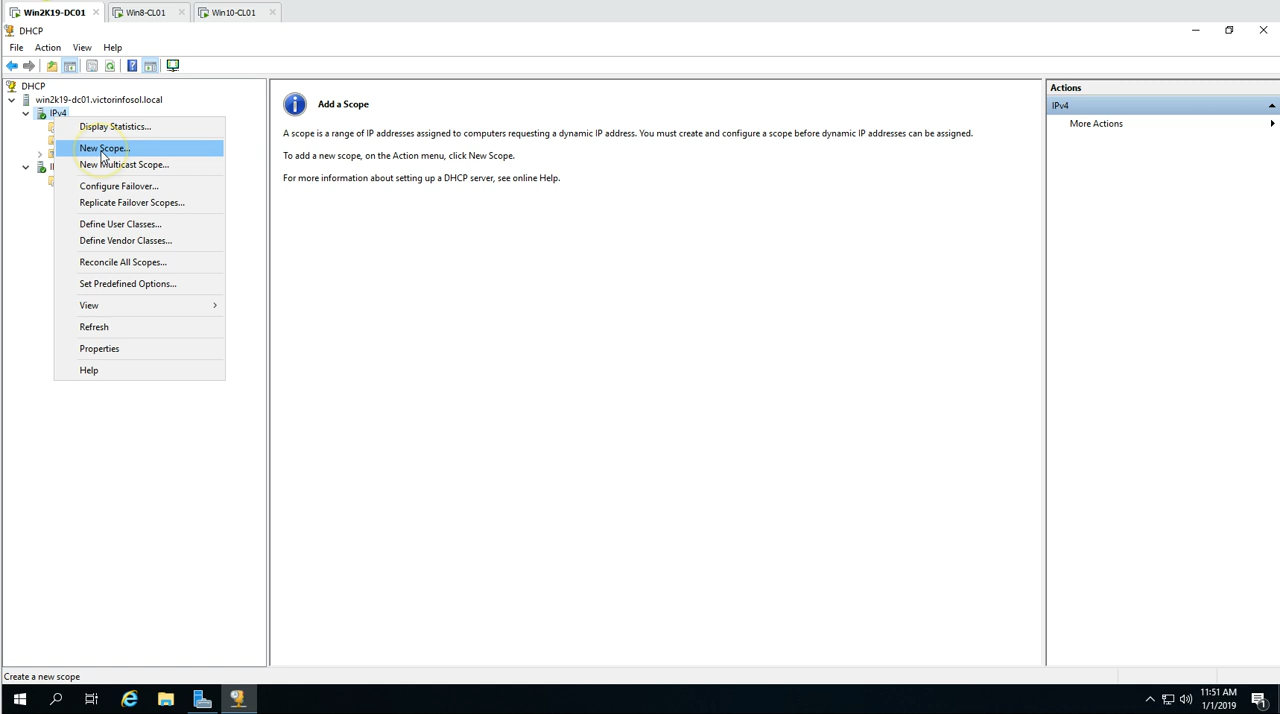 Win2K19-DC01
Win8-CL01
Win10-CL01
DHCP
File Action View Help
DHCP
win2k19-dc01.victorinfosol.local
IPv4
Display Statistics...
New Scope...
New Multicast Scope...
Configure Failover...
Replicate Failover Scopes...
Define User Classes...
Define Vendor Classes...
Reconcile All Scopes...
Set Predefined Options...
View
Refresh
Properties
Help
Add a Scope
A scope is a range of IP addresses assigned to computers requesting a dynamic IP address. You must create and configure a scope before dynamic IP addresses can be assigned.
To add a new scope, on the Action menu, click New Scope.
For more information about setting up a DHCP server, see online Help.
Actions
IPv4
More Actions
Create a new scope
11:51 AM
1/1/2019
1